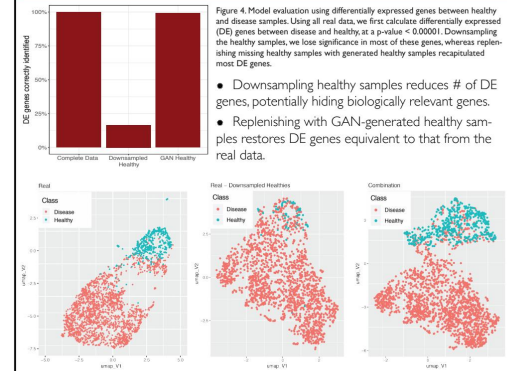 100%
75%
50%
25%
0%
DE genes correctly identified
Complete Data
Downsampled Healthy
GAN Healthy
Figure 4. Model evaluation using differentially expressed genes between healthy
and disease samples. Using all real data, we first calculate differentially expressed
(DE) genes between disease and healthy, at a p-value < 0.00001. Downsampling
the healthy samples, we lose significance in most of these genes, whereas replen-
ishing missing healthy samples with generated healthy samples recapitulated
most DE genes.
• Downsampling healthy samples reduces # of DE
genes, potentially hiding biologically relevant genes.
• Replenishing with GAN-generated healthy sam-
ples restores DE genes equivalent to that from the
real data.
Real
Class
Disease
Healthy
umap_V2
umap_V1
Real - Downsampled Healthies
Class
Disease
Healthy
umap_V2
umap_V1
Combination
Class
Disease
Healthy
umap_V2
umap_V1